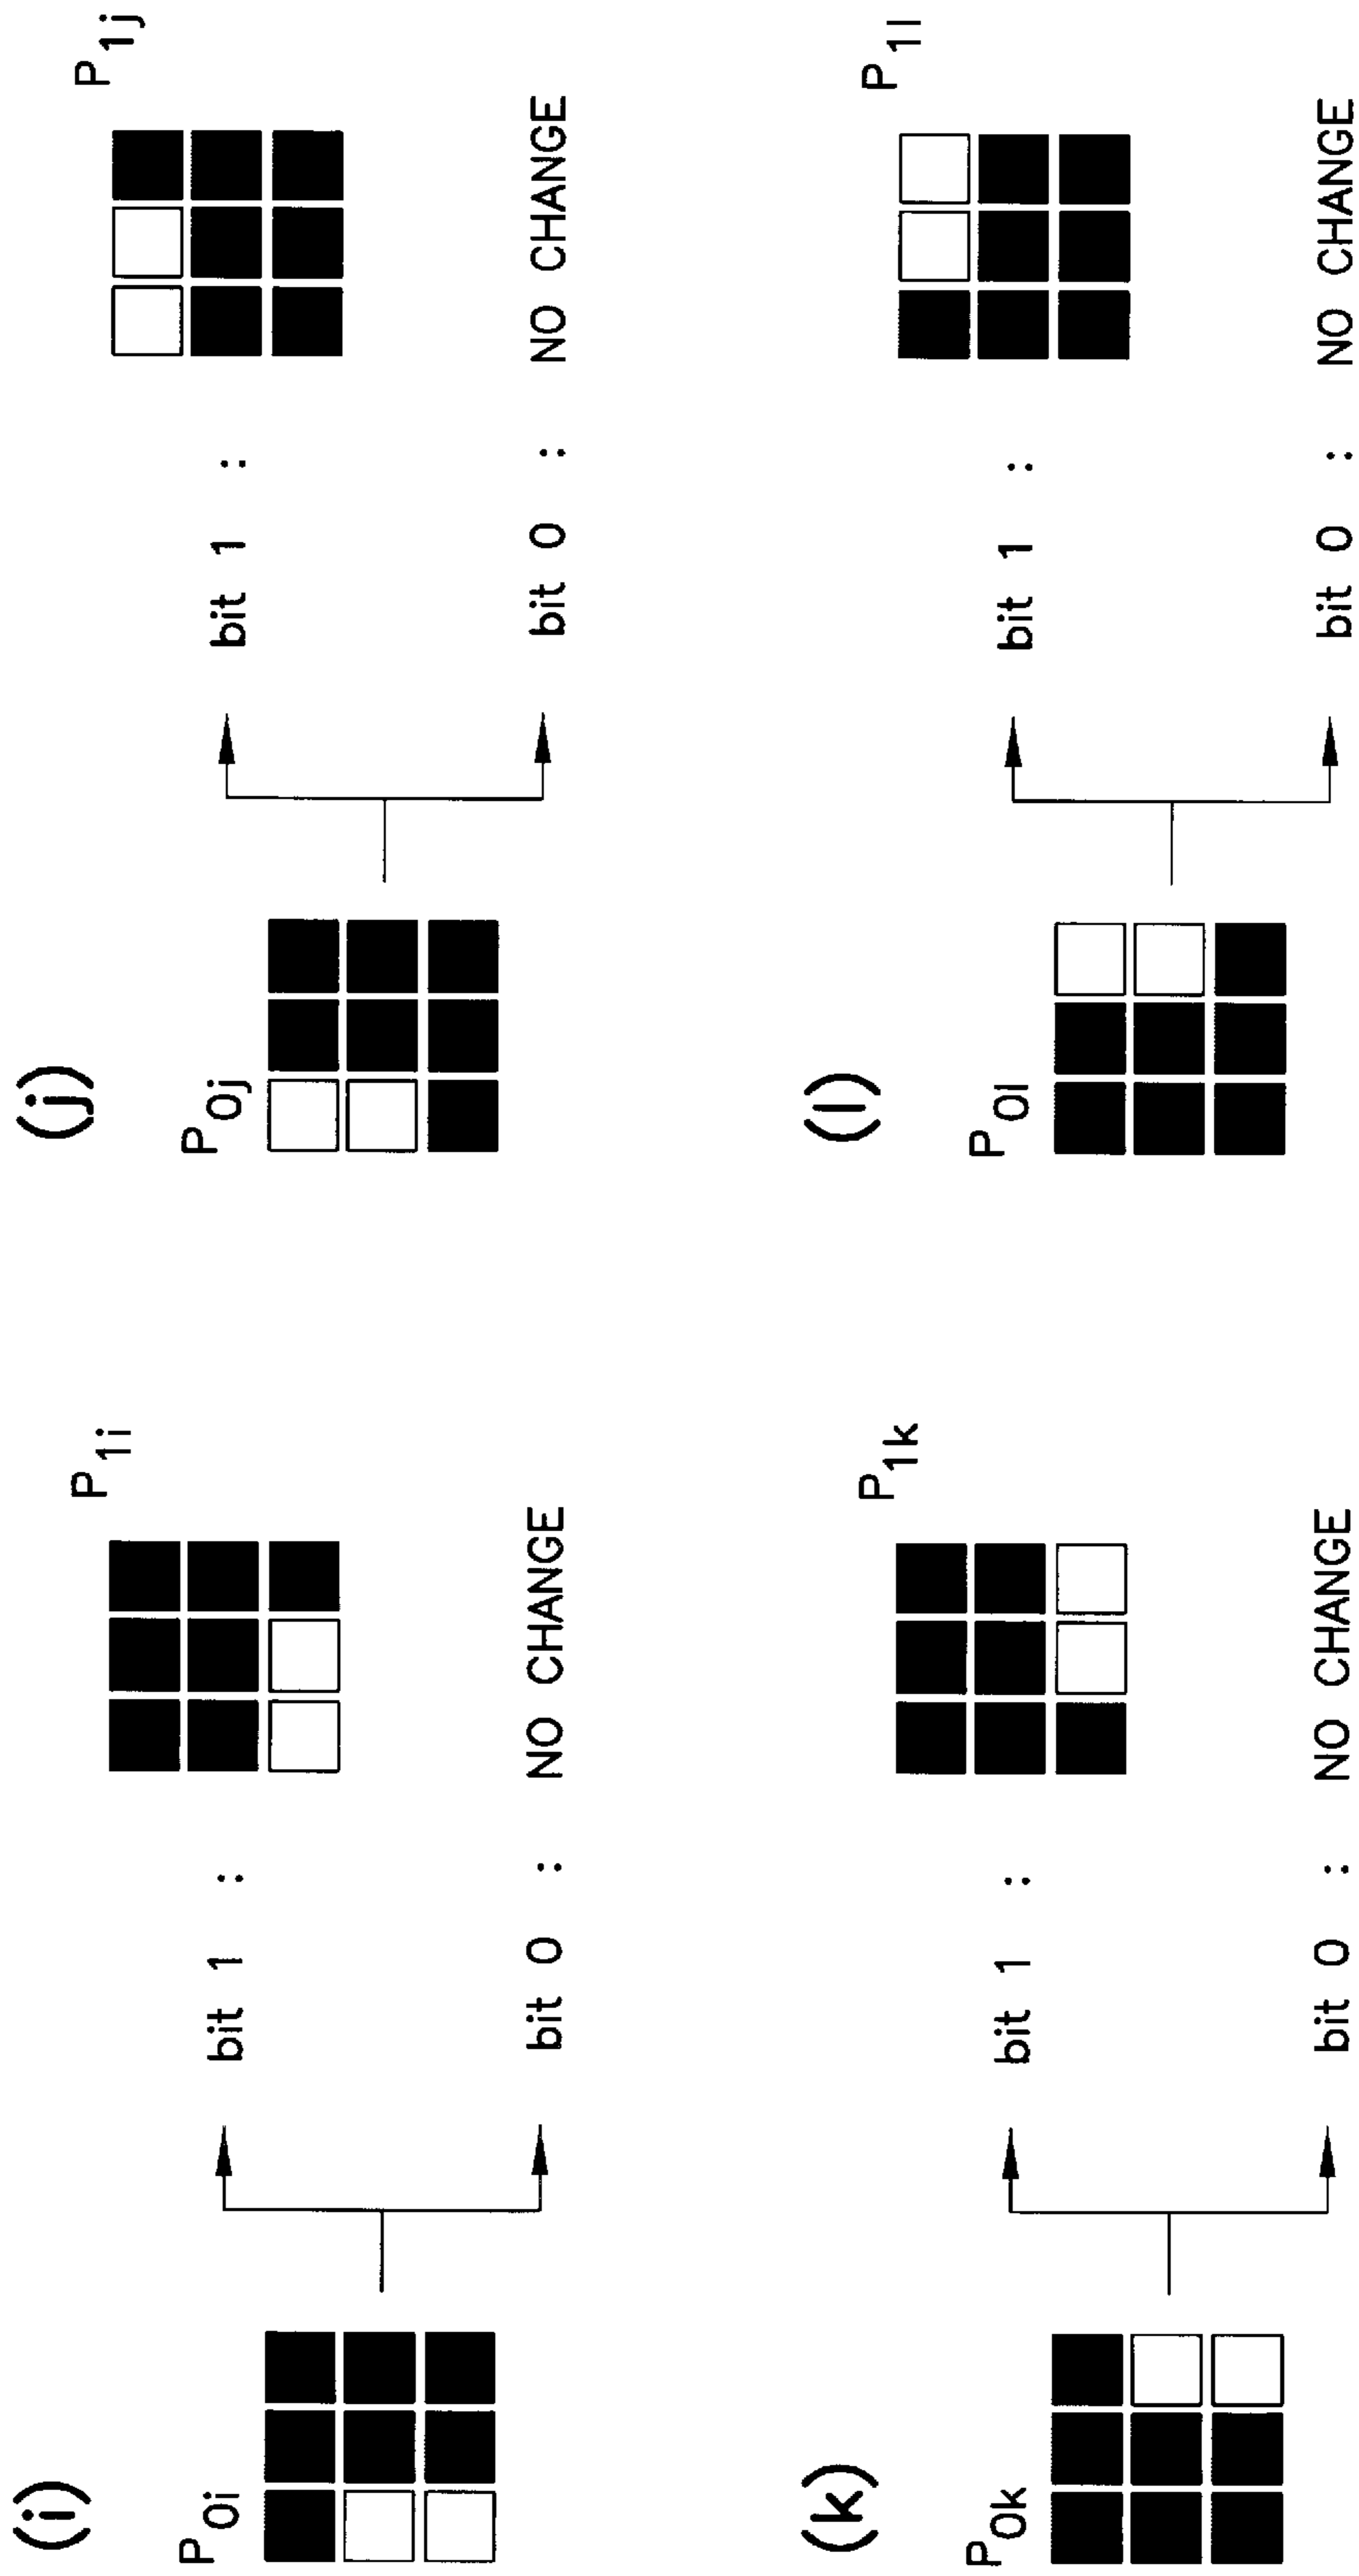 (i)
P0i
bit 1 :
P1i
bit 0 : NO CHANGE
(j)
P0j
bit 1 :
P1j
bit 0 : NO CHANGE
(k)
P0k
bit 1 :
P1k
bit 0 : NO CHANGE
(l)
P0l
bit 1 :
P1l
bit 0 : NO CHANGE